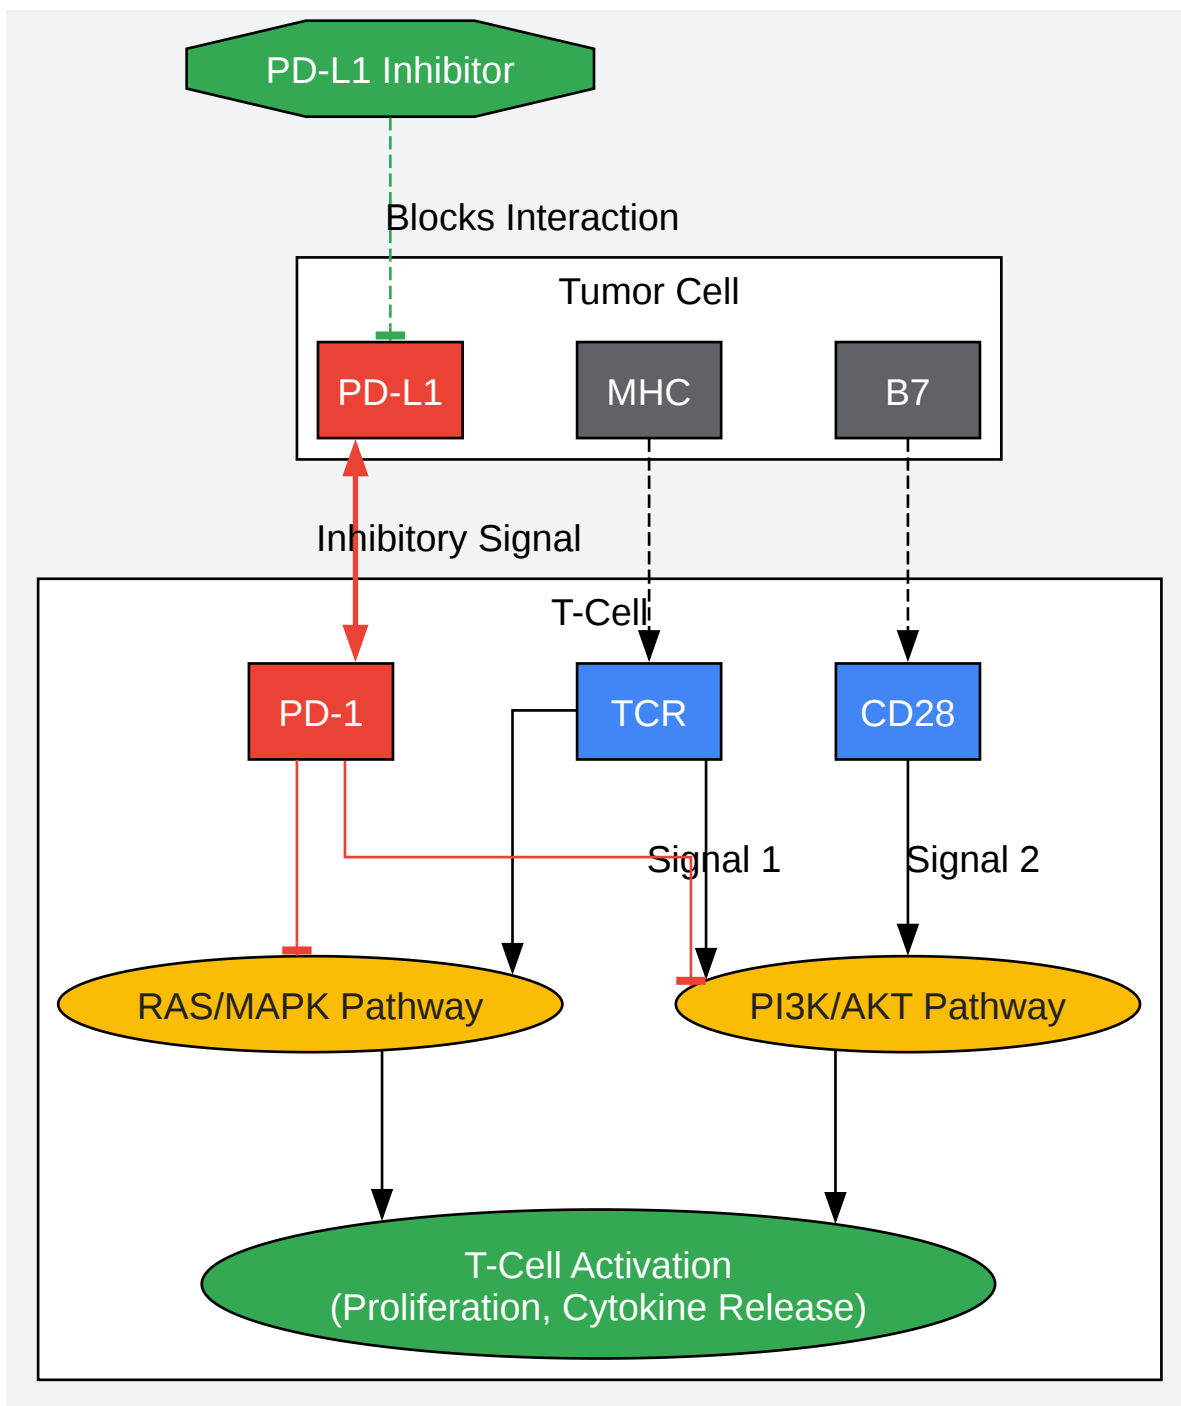 PD-L1 Inhibitor
Blocks Interaction
Tumor Cell
PD-L1
MHC
B7
Inhibitory Signal
T-Cell
PD-1
TCR
CD28
Signal 1
Signal 2
RAS/MAPK Pathway
PI3K/AKT Pathway
T-Cell Activation
(Proliferation, Cytokine Release)